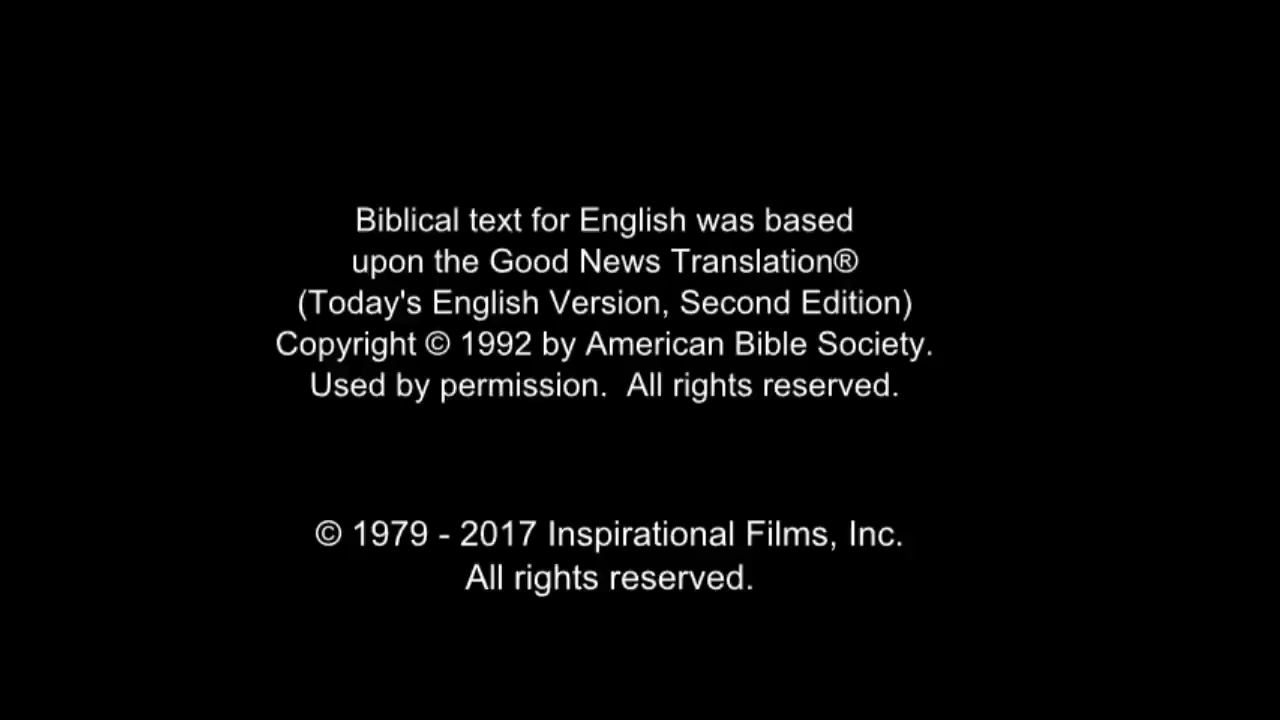 Biblical text for English was based
upon the Good News Translation®
(Today's English Version, Second Edition)
Copyright © 1992 by American Bible Society.
Used by permission.  All rights reserved.
© 1979 - 2017 Inspirational Films, Inc.
All rights reserved.